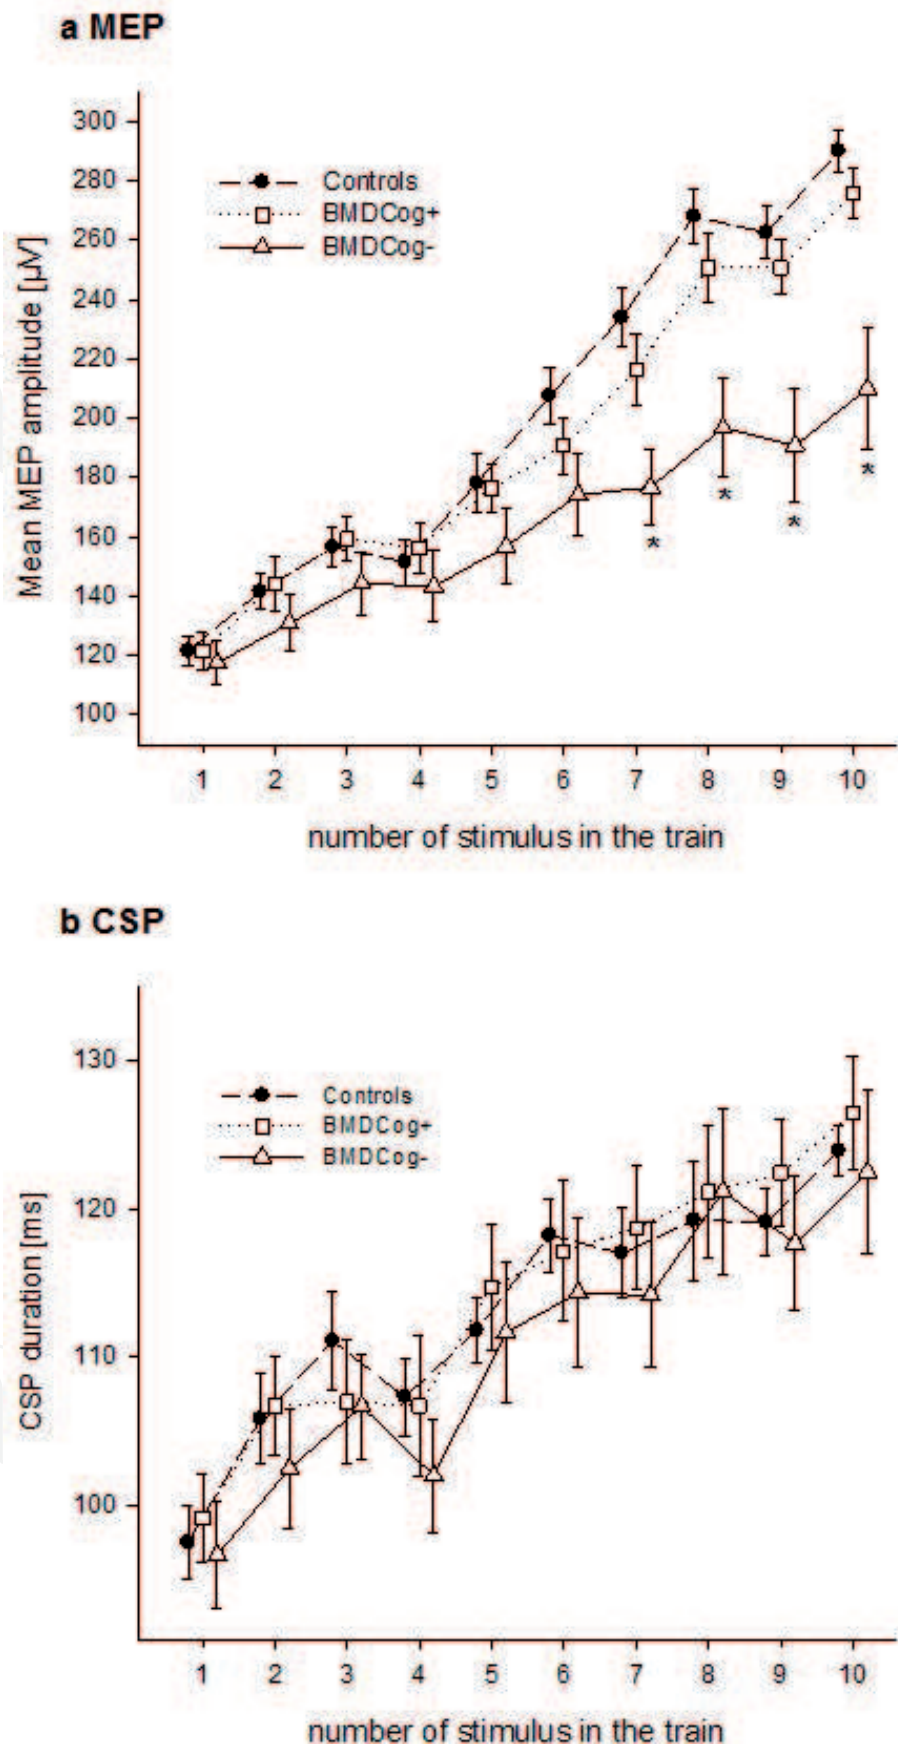 a MEP
Mean MEP amplitude [µV]
300
280
260
240
220
200
180
160
140
120
100
Controls
BMDCog+
BMDCog-
*
*
*
*
1 2 3 4 5 6 7 8 9 10
number of stimulus in the train
b CSP
CSP duration [ms]
130
120
110
100
Controls
BMDCog+
BMDCog-
1 2 3 4 5 6 7 8 9 10
number of stimulus in the train